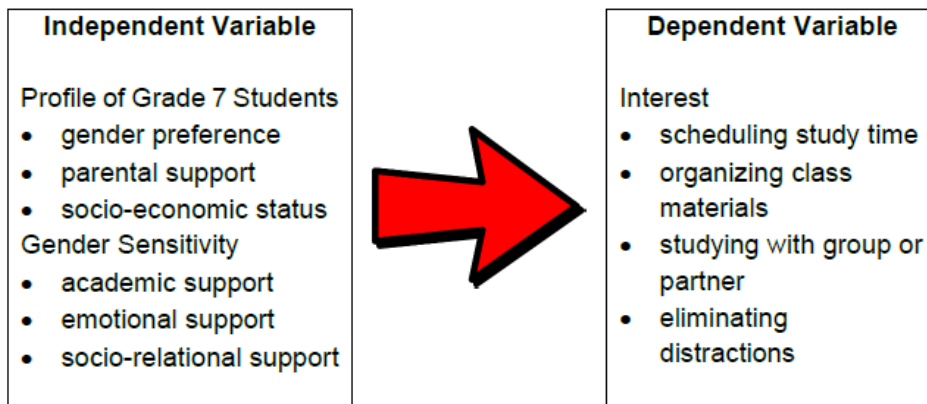 Independent Variable
Profile of Grade 7 Students
• gender preference
• parental support
• socio-economic status
Gender Sensitivity
• academic support
• emotional support
• socio-relational support
Dependent Variable
Interest
• scheduling study time
• organizing class
materials
• studying with group or
partner
• eliminating
distractions